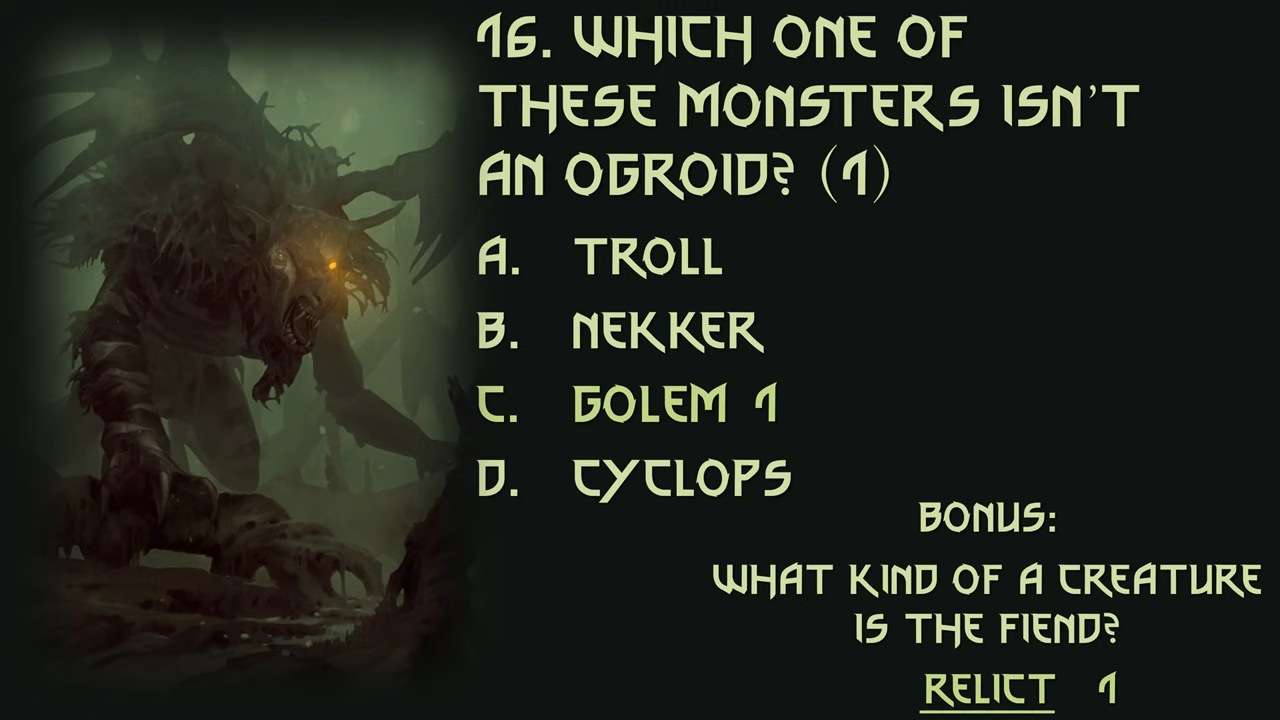 16. WHICH ONE OF
THESE MONSTERS ISN'T
AN OGROID? (1)
A. TROLL
B. NEKKER
C. GOLEM 1
D. CYCLOPS
BONUS:
WHAT KIND OF A CREATURE
IS THE FIEND?
RELICT 1